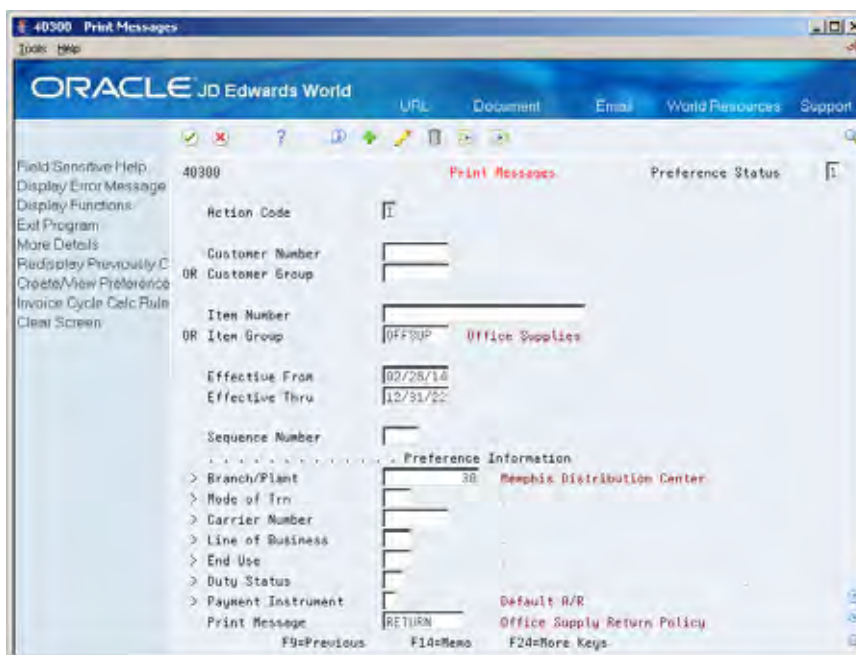 40300 Print Messages
Tools Help
ORACLE JD Edwards World
URL Document Email World Resources Support
Field Sensitive Help
Display Error Message
Display Functions
Exit Program
More Details
Redisplay Previously C
Create/View Preference
Invoice Cycle Calc Rule
Clear Screen
40300 Print Messages Preference Status 1
Action Code I
Customer Number
OR Customer Group
Item Number
OR Item Group OFFSUP Office Supplies
Effective From 02/28/14
Effective Thru 12/31/22
Sequence Number
. . . . . . . . . . . . . Preference Information
> Branch/Plant 30 Memphis Distribution Center
> Mode of Trn
> Carrier Number
> Line of Business
> End Use
> Duty Status
> Payment Instrument Default A/R
Print Message RETURN Office Supply Return Policy
F9=Previous F14=Memo F24=More Keys